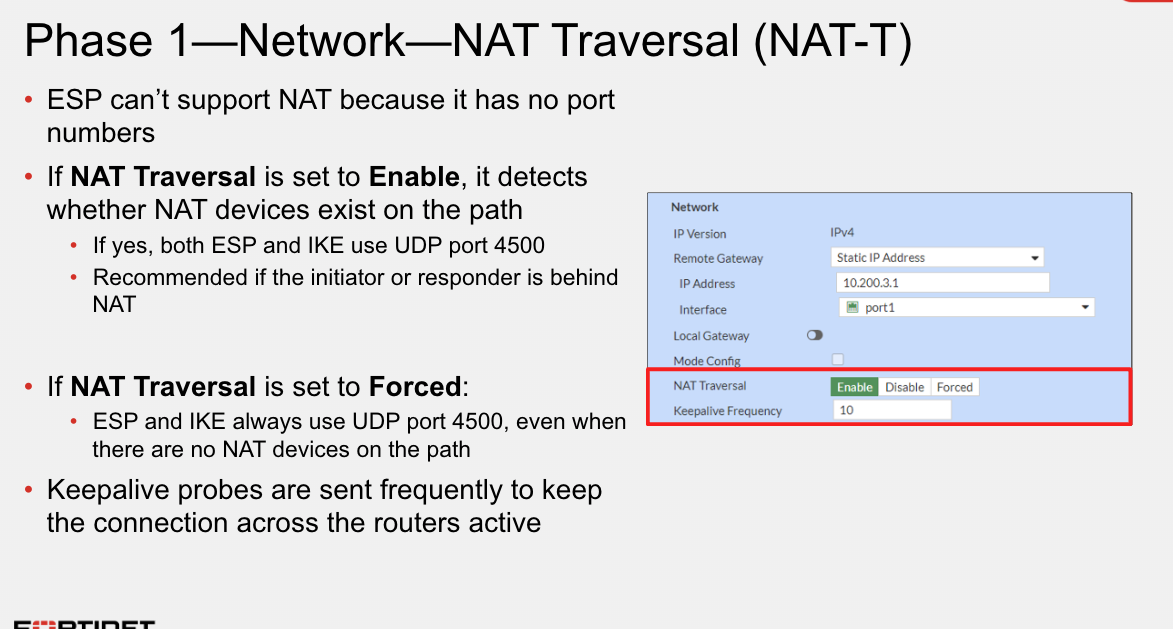 Phase 1—Network—NAT Traversal (NAT-T)
• ESP can’t support NAT because it has no port
numbers
• If NAT Traversal is set to Enable, it detects
whether NAT devices exist on the path
• If yes, both ESP and IKE use UDP port 4500
• Recommended if the initiator or responder is behind
NAT
• If NAT Traversal is set to Forced:
• ESP and IKE always use UDP port 4500, even when
there are no NAT devices on the path
• Keepalive probes are sent frequently to keep
the connection across the routers active
Network
IP Version IPv4
Remote Gateway Static IP Address
IP Address 10.200.3.1
Interface port1
Local Gateway
Mode Config
NAT Traversal Enable Disable Forced
Keepalive Frequency 10
FORTINET